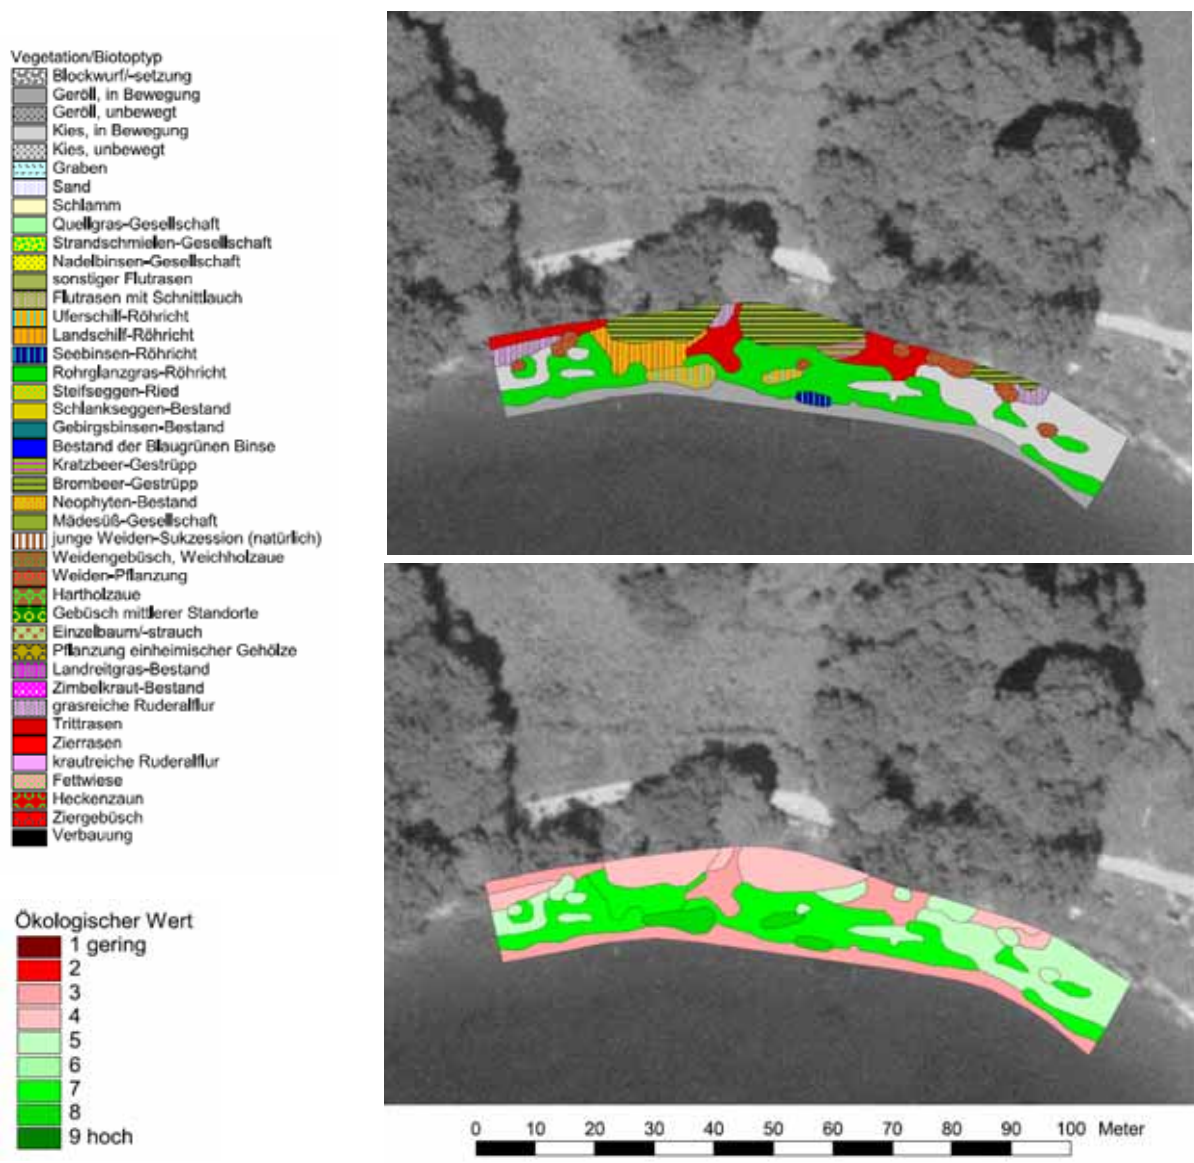 Vegetation/Biotoptyp
Blockwurf/-setzung
Geröll, in Bewegung
Geröll, unbewegt
Kies, in Bewegung
Kies, unbewegt
Graben
Sand
Schlamm
Quellgras-Gesellschaft
Strandschmielen-Gesellschaft
Nadelbinsen-Gesellschaft
sonstiger Flutrasen
Flutrasen mit Schnittlauch
Uferschilf-Röhricht
Landschilf-Röhricht
Seebinsen-Röhricht
Rohrglanzgras-Röhricht
Steifseggen-Ried
Schlankseggen-Bestand
Gebirgsbinsen-Bestand
Bestand der Blaugrünen Binse
Kratzbeer-Gestrüpp
Brombeer-Gestrüpp
Neophyten-Bestand
Mädesüß-Gesellschaft
junge Weiden-Sukzession (natürlich)
Weidengebüsch, Weichholzaue
Weiden-Pflanzung
Hartholzaue
Gebüsch mittlerer Standorte
Einzelbaum/-strauch
Pflanzung einheimischer Gehölze
Landreitgras-Bestand
Zimbelkraut-Bestand
grasreiche Ruderalflur
Trittrasen
Zierrasen
krautreiche Ruderalflur
Fettwiese
Heckenzaun
Ziergebüsch
Verbauung
Ökologischer Wert
1 gering
2
3
4
5
6
7
8
9 hoch
0 10 20 30 40 50 60 70 80 90 100 Meter